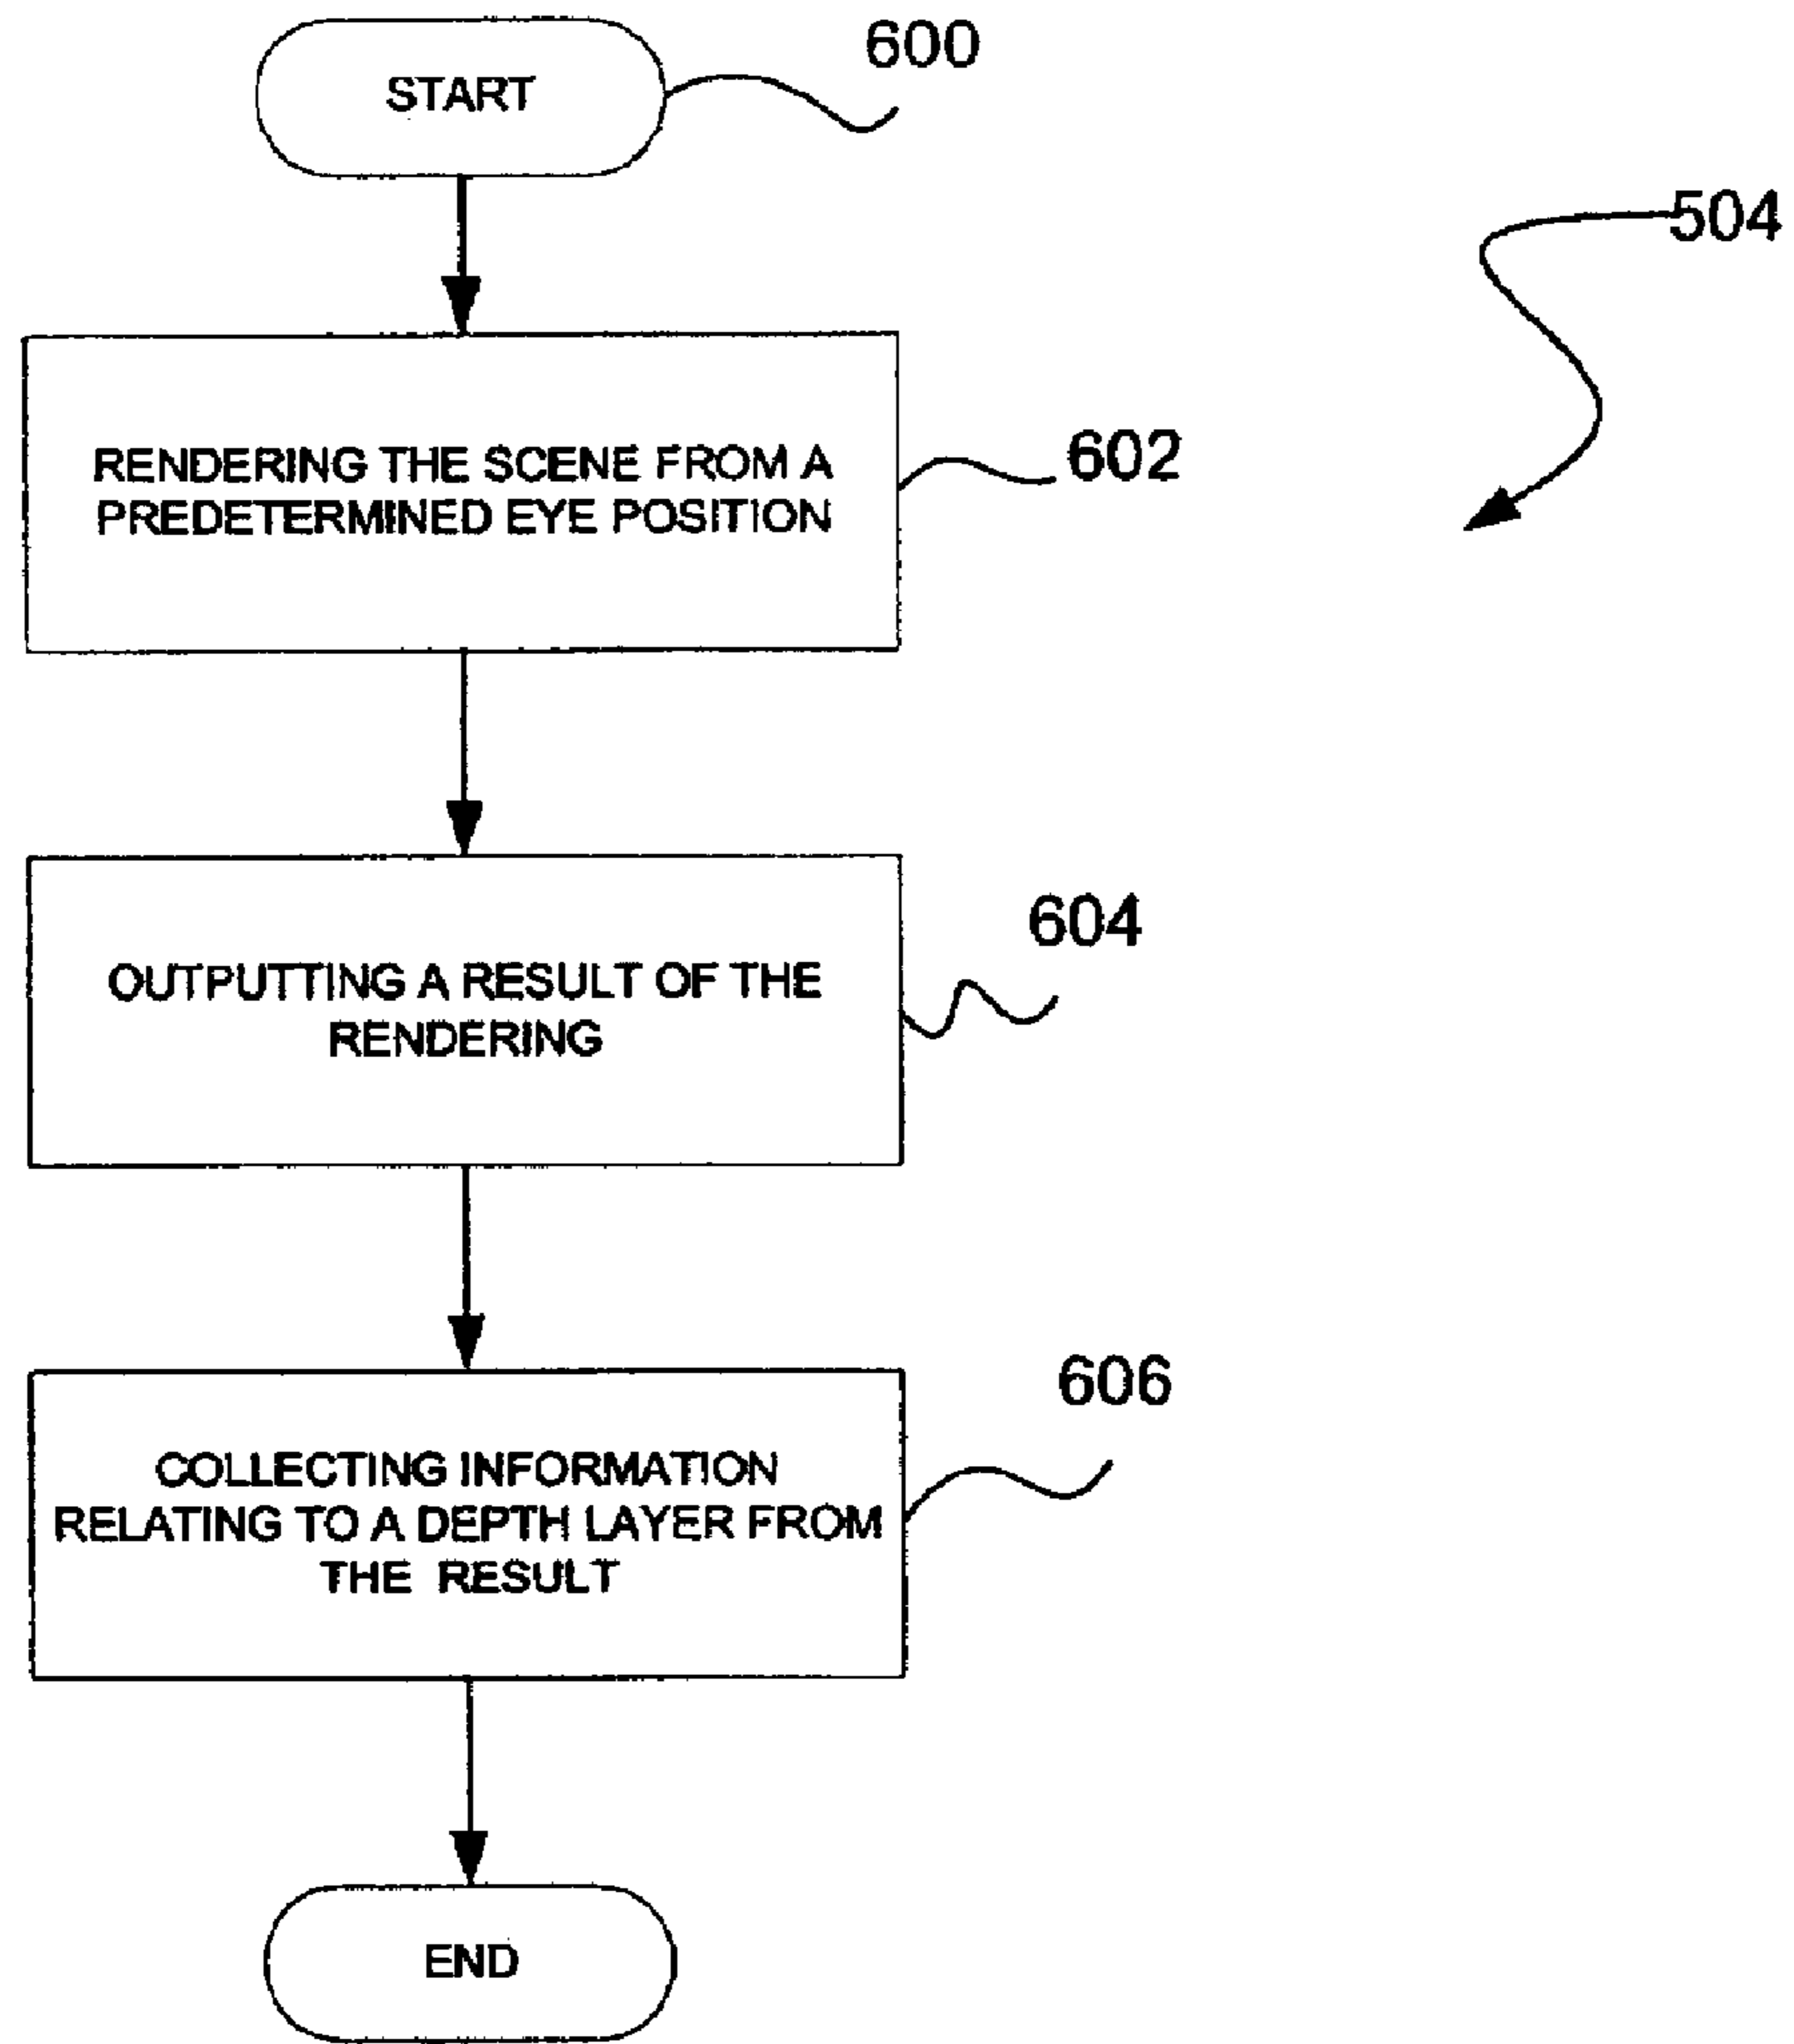 START
600
504
RENDERING THE SCENE FROM A
PREDETERMINED EYE POSITION
602
OUTPUTTING A RESULT OF THE
RENDERING
604
COLLECTING INFORMATION
RELATING TO A DEPTH LAYER FROM
THE RESULT
606
END